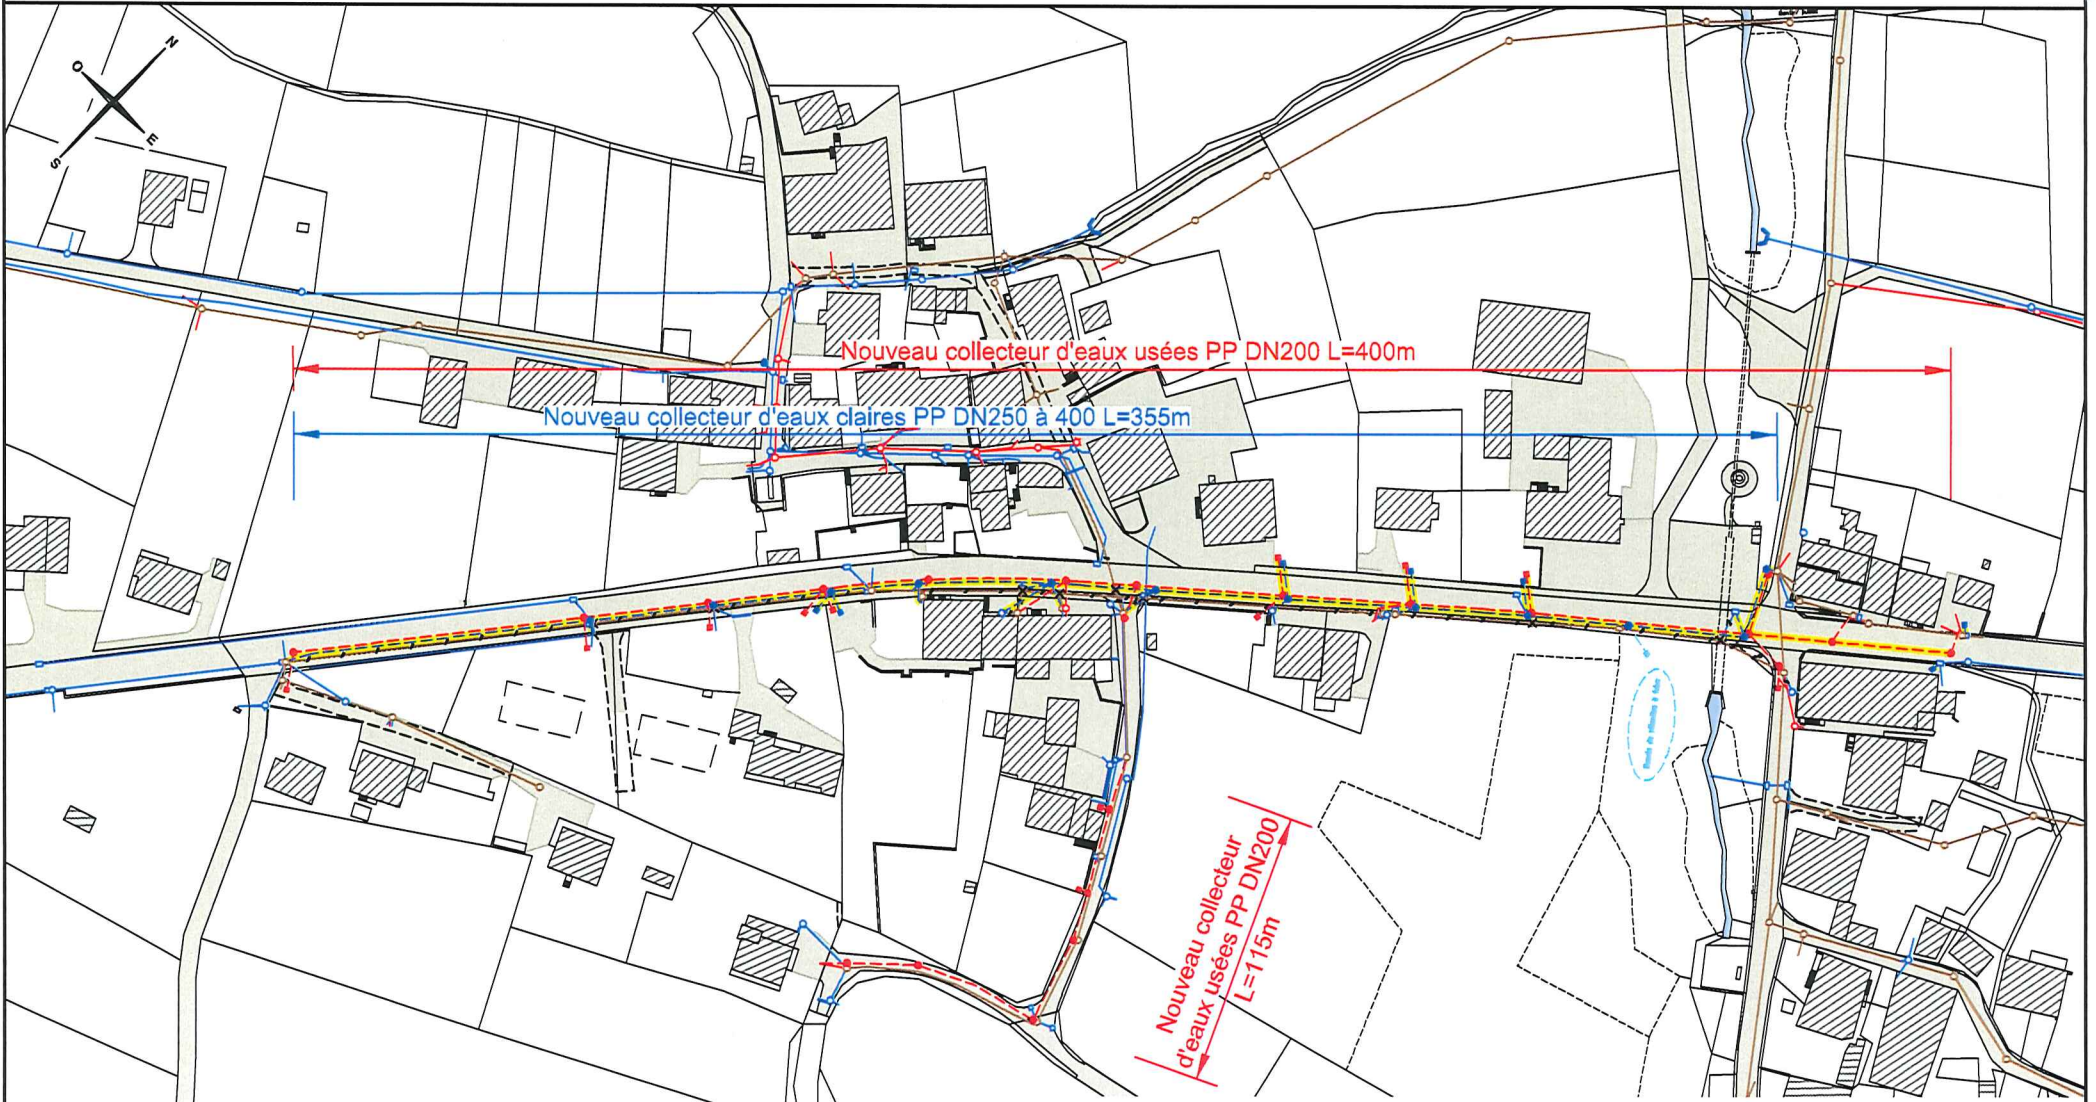 N
O
E
S
Nouveau collecteur d'eaux usées PP DN200 L=400m
Nouveau collecteur d'eaux claires PP DN250 à 400 L=355m
Nouveau collecteur
d'eaux usées PP DN200
L=115m